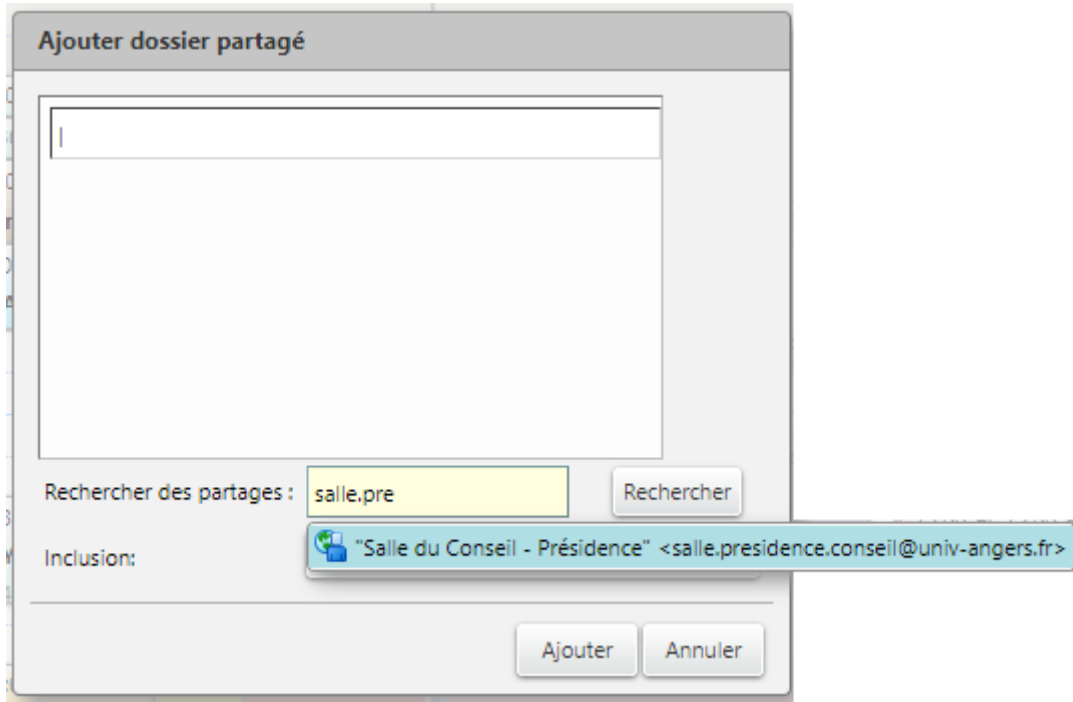 Ajouter dossier partagé
Rechercher des partages :
salle.pre
Rechercher
Inclusion:
"Salle du Conseil - Présidence" <salle.presidence.conseil@univ-angers.fr>
Ajouter
Annuler